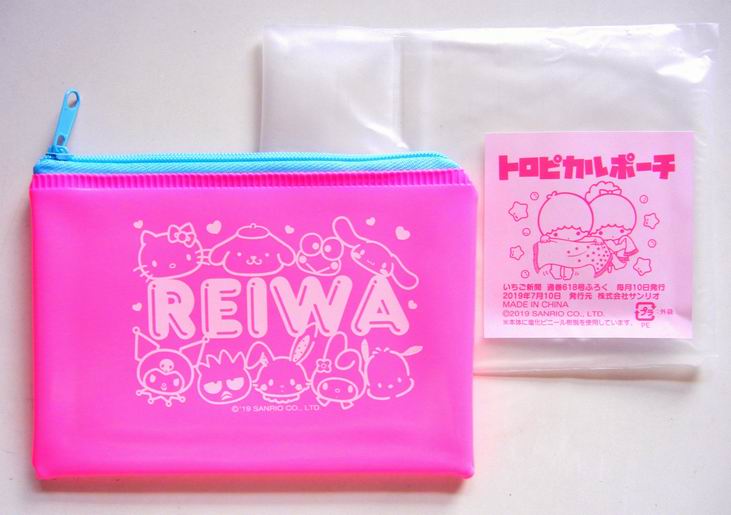 REIWA
© '19 SANRIO CO., LTD.
トロピカルポーチ
いちご新聞 通巻618号ふろく 毎月10日発行
2019年7月10日 発行元 株式会社サンリオ
MADE IN CHINA
©2019 SANRIO CO., LTD.
※本体に塩化ビニール樹脂を使用しています。
プラ :外袋
PE